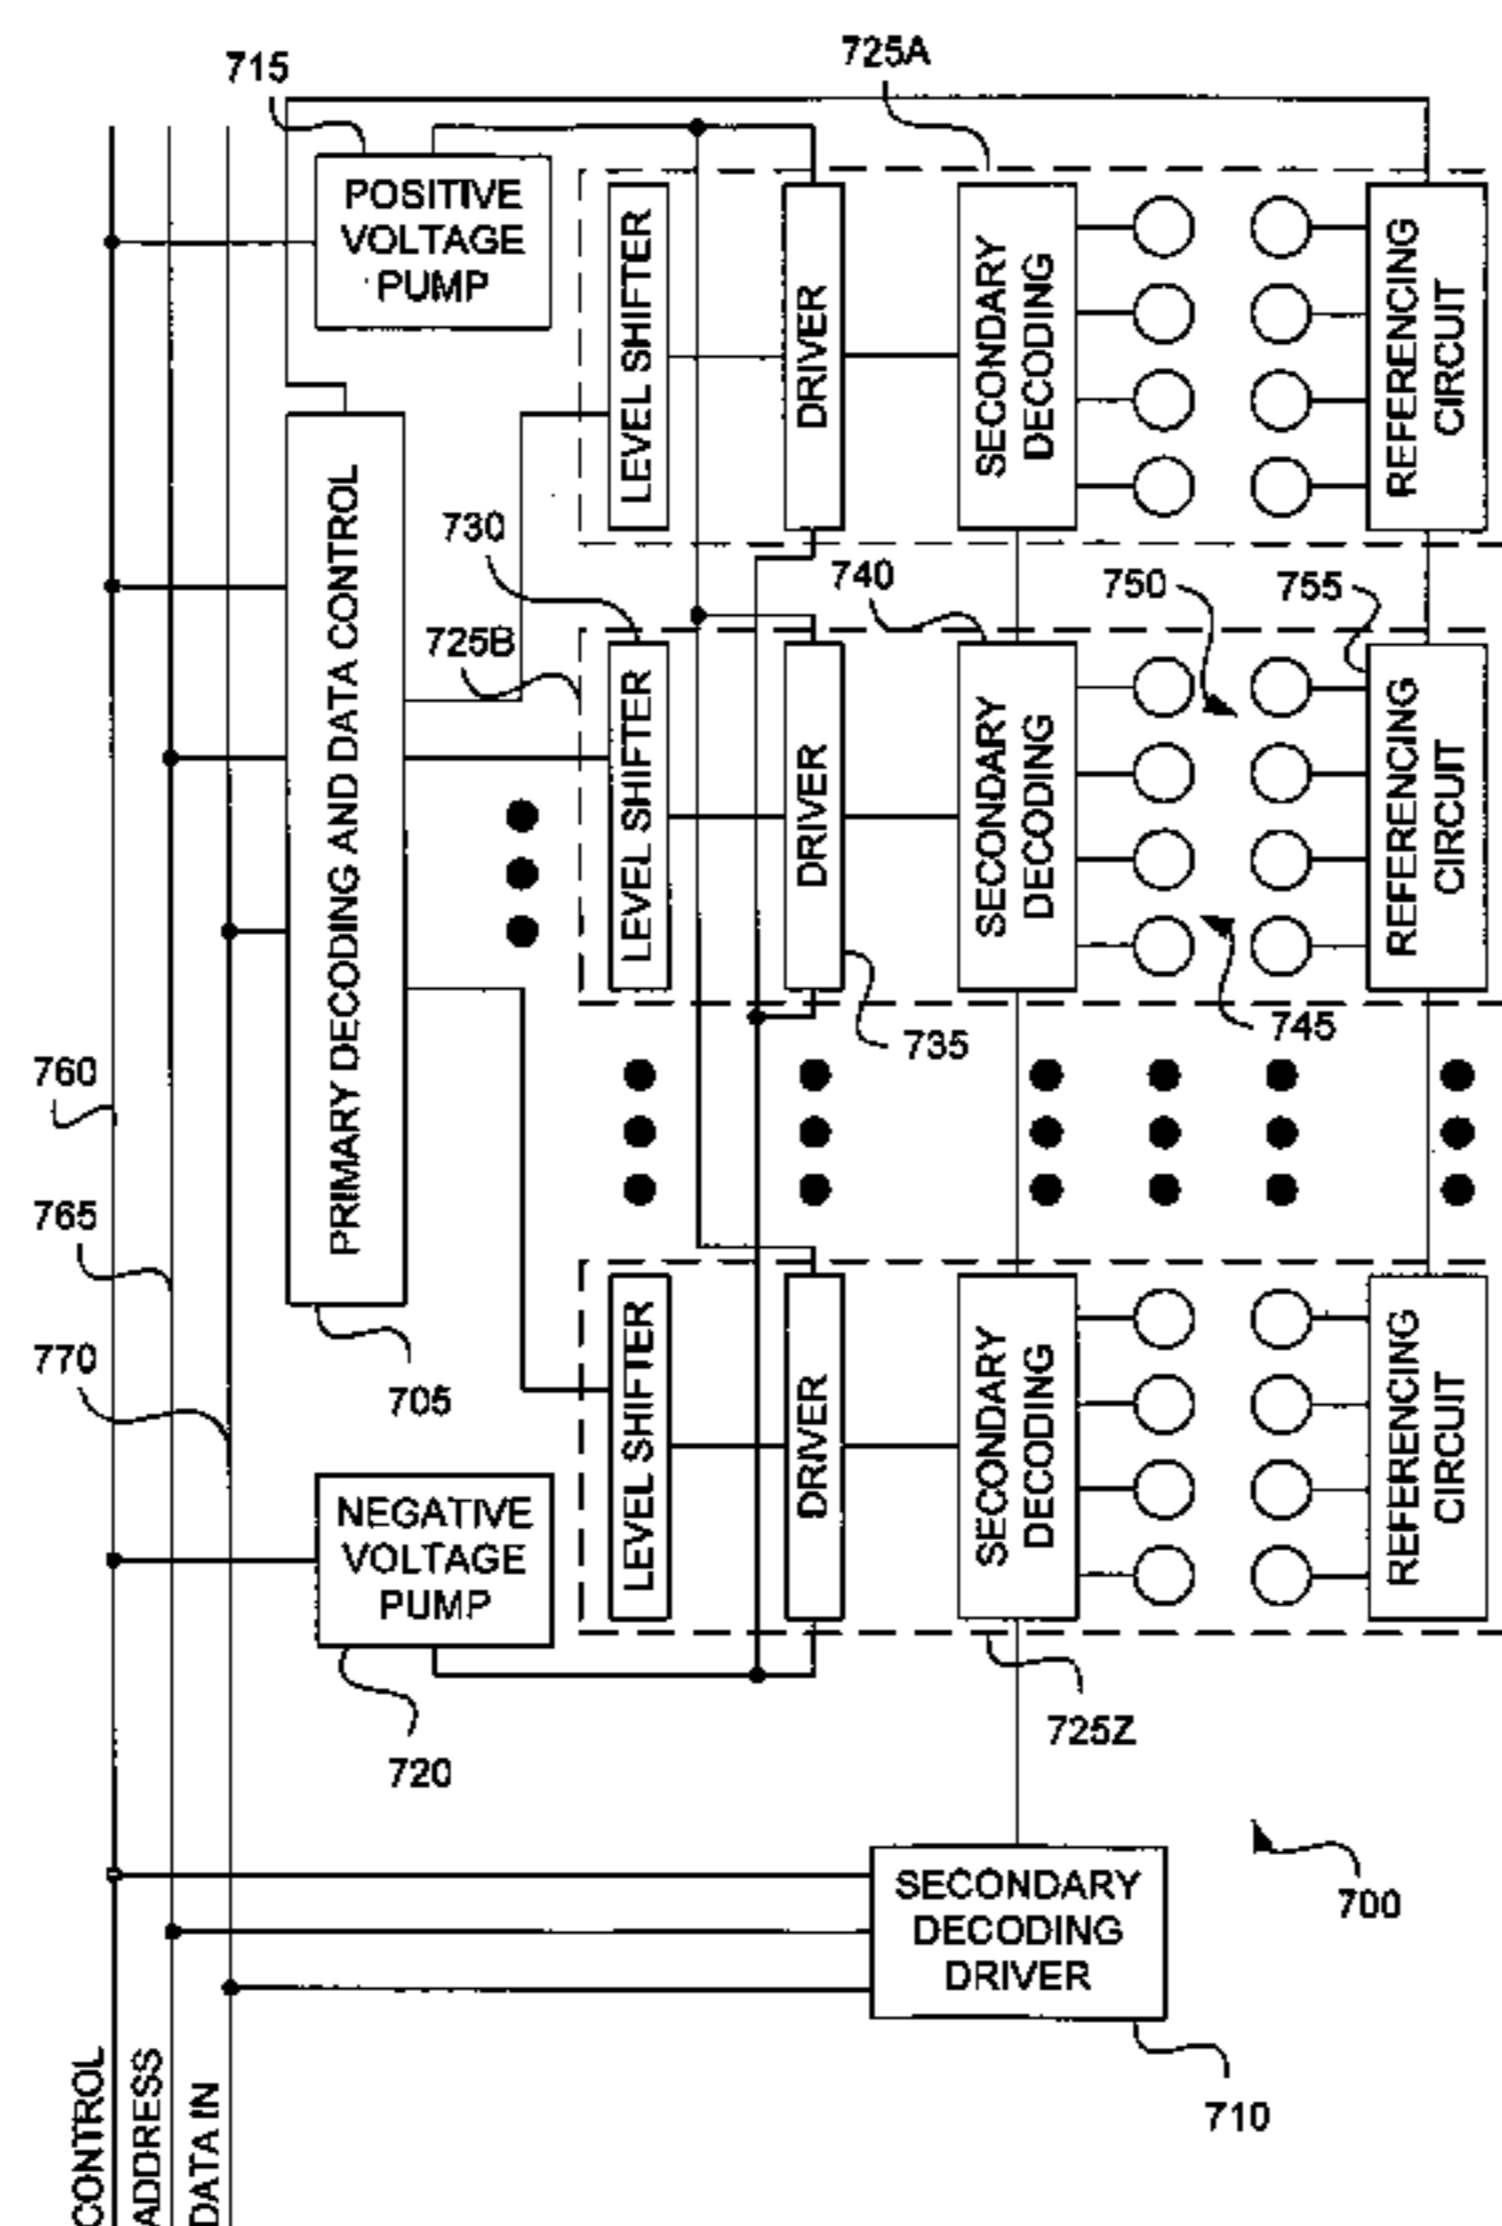 715
725A
POSITIVE
VOLTAGE
PUMP
LEVEL SHIFTER
DRIVER
SECONDARY
DECODING
REFERENCING
CIRCUIT
PRIMARY DECODING AND DATA CONTROL
730
725B
740
750
755
LEVEL SHIFTER
DRIVER
SECONDARY
DECODING
REFERENCING
CIRCUIT
735
745
760
765
770
705
LEVEL SHIFTER
DRIVER
SECONDARY
DECODING
REFERENCING
CIRCUIT
NEGATIVE
VOLTAGE
PUMP
720
725Z
700
SECONDARY
DECODING
DRIVER
710
CONTROL
ADDRESS
DATA IN